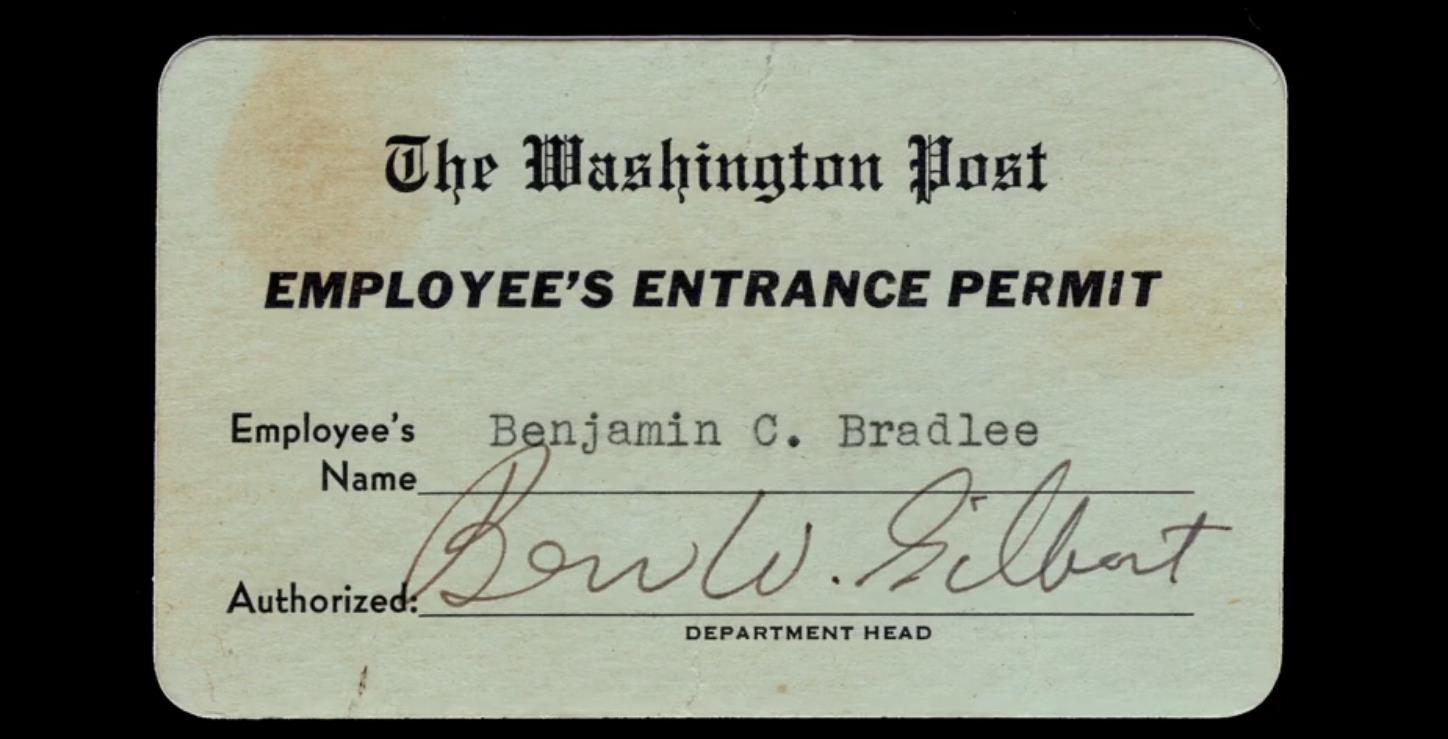 The Washington Post
EMPLOYEE'S ENTRANCE PERMIT
Employee's Benjamin C. Bradlee
Name
Authorized: Ben W. Gilbert
DEPARTMENT HEAD